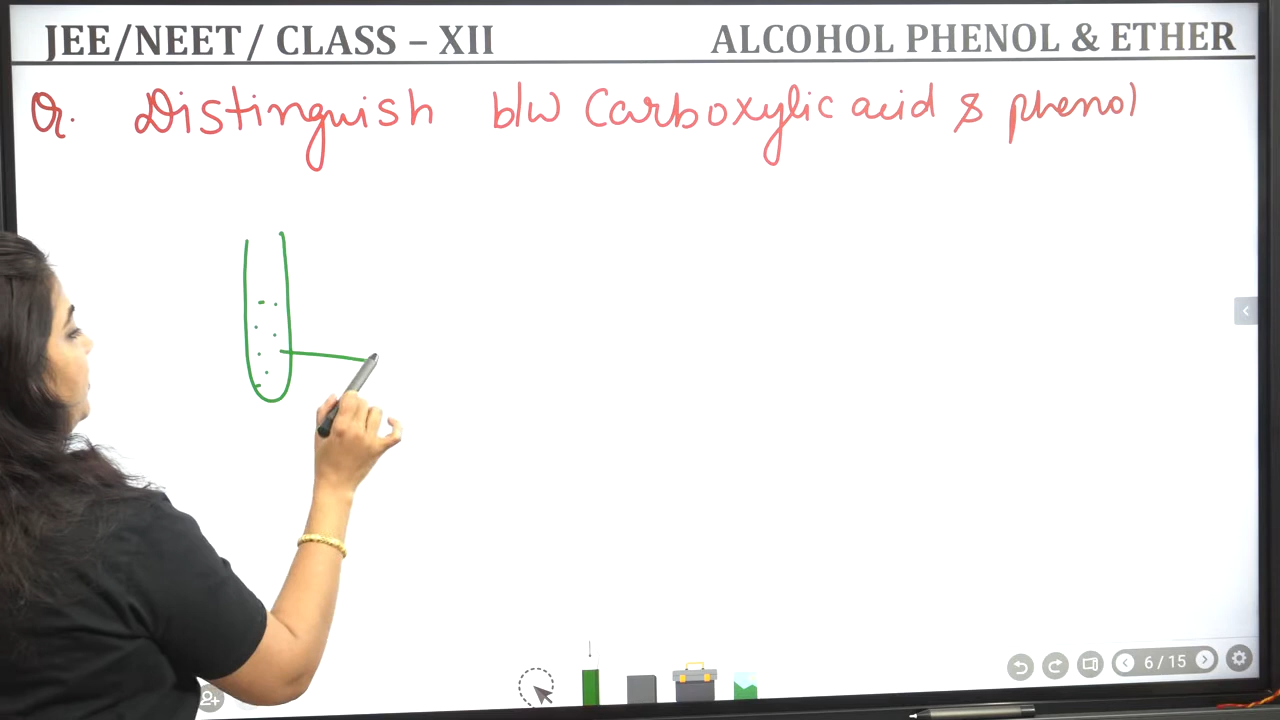 JEE/NEET/ CLASS – XII ALCOHOL PHENOL & ETHER
Q. Distinguish b/w Carboxylic acid & phenol
6 / 15